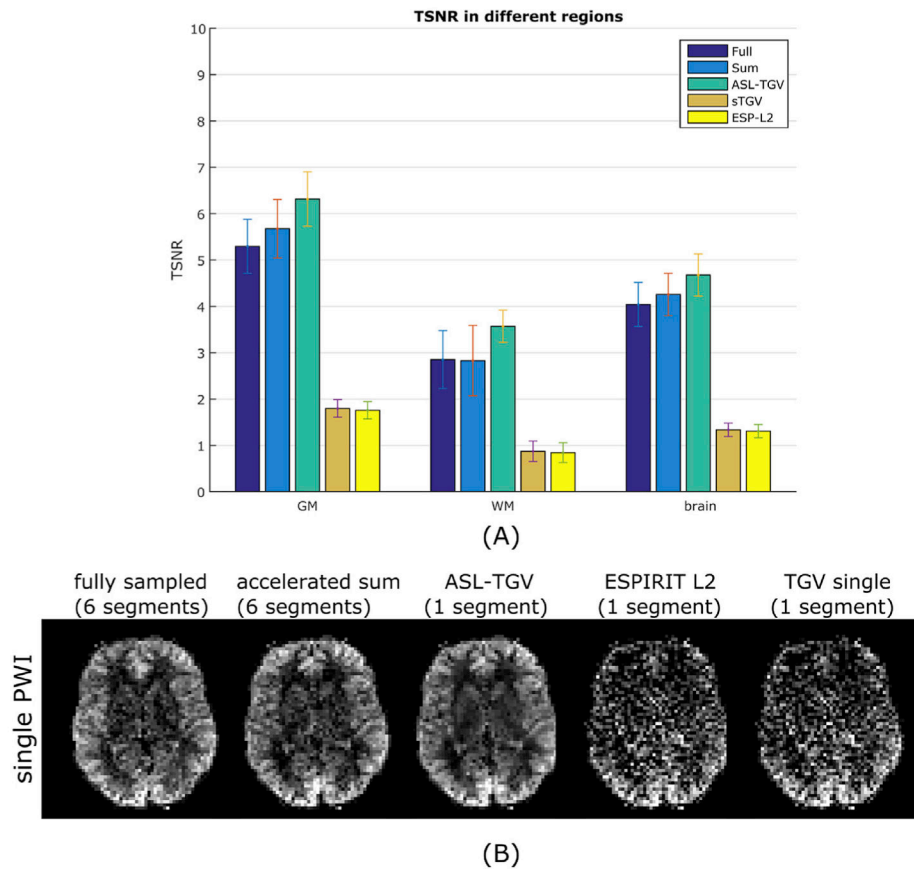 TSNR in different regions
10
9
8
7
6
5
4
3
2
1
0
TSNR
Full
Sum
ASL-TGV
sTGV
ESP-L2
GM
WM
brain
(A)
fully sampled
(6 segments)
accelerated sum
(6 segments)
ASL-TGV
(1 segment)
ESPIRIT L2
(1 segment)
TGV single
(1 segment)
single PWI
(B)